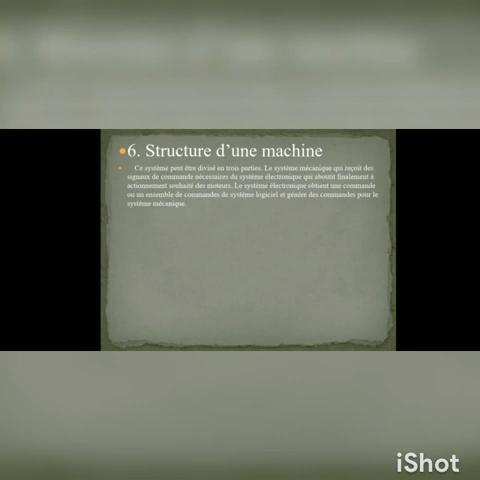 6. Structure d'une machine
Ce système peut être divisé en trois parties. Le système mécanique qui reçoit des
signaux de commande nécessaires du système électronique qui aboutit finalement à
actionnement souhaité des moteurs. Le système électronique obtient une commande
ou un ensemble de commandes de système logiciel et génère des commandes pour le
système mécanique.
iShot